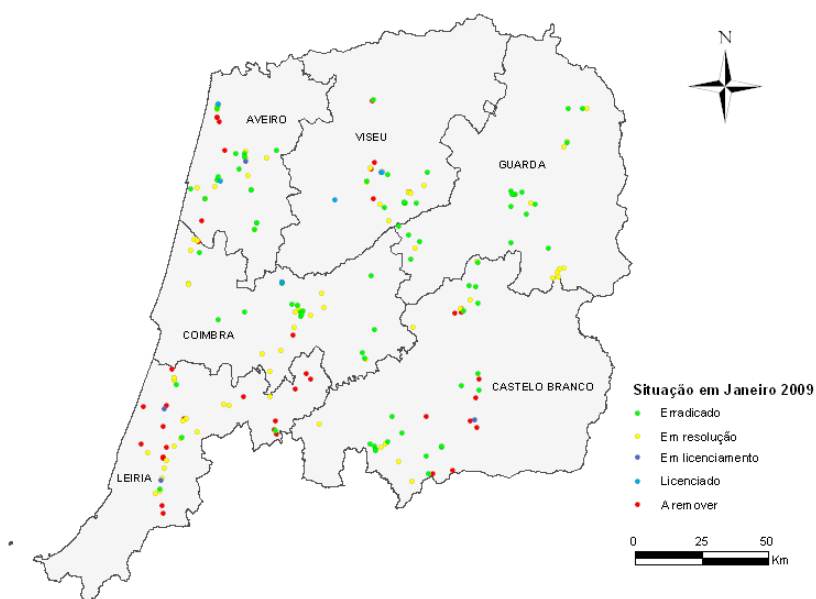 N
AVEIRO
VISEU
GUARDA
COIMBRA
CASTELO BRANCO
LEIRIA
Situação em Janeiro 2009
Erradicado
Em resolução
Em licenciamento
Licenciado
A remover
0 25 50
Km